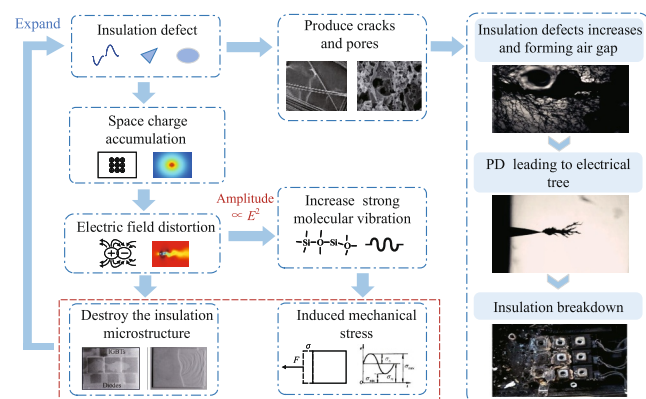 Expand
Insulation defect
Produce cracks
and pores
Insulation defects increases
and forming air gap
Space charge
accumulation
PD leading to electrical
tree
Electric field distortion
Amplitude
∝ E²
Increase strong
molecular vibration
Si O Si O
Destroy the insulation
microstructure
Diodes
Induced mechanical
stress
σ
F
Insulation breakdown